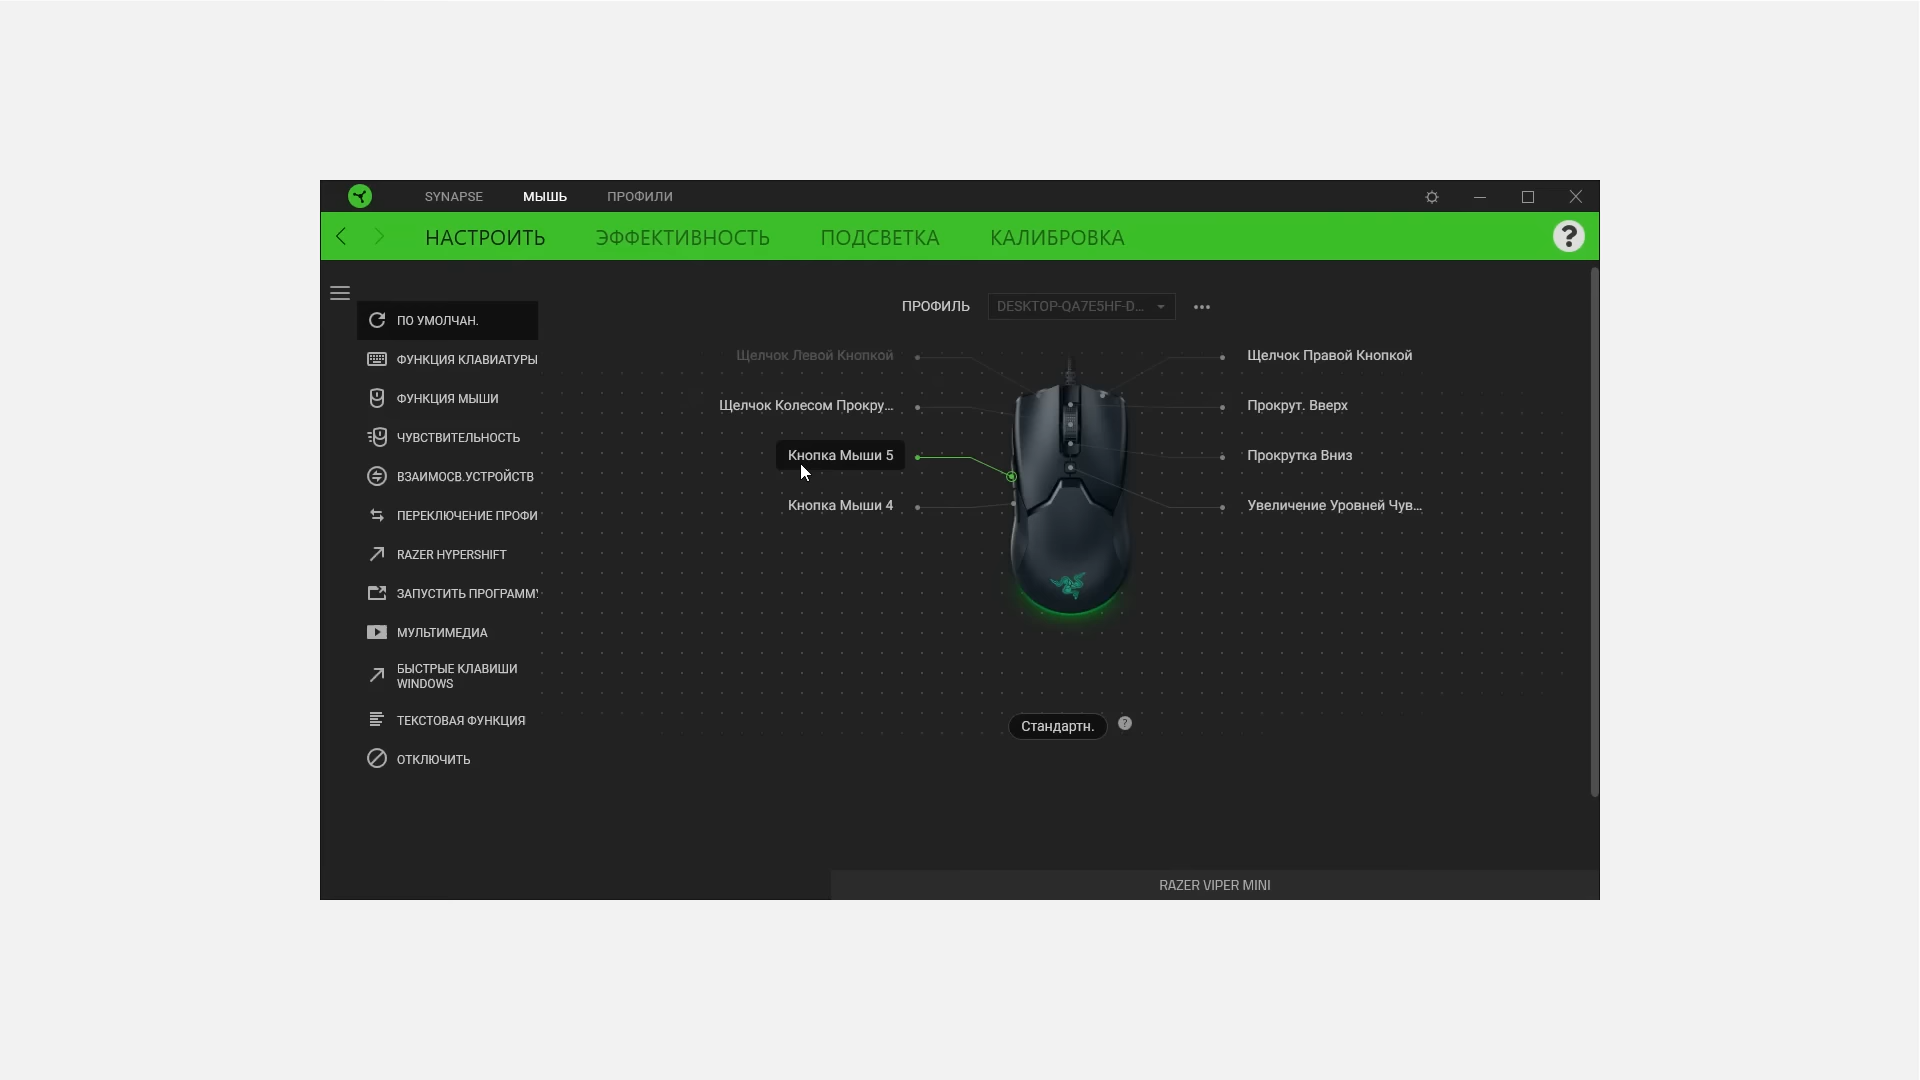 SYNAPSE МЫШЬ ПРОФИЛИ
НАСТРОИТЬ ЭФФЕКТИВНОСТЬ ПОДСВЕТКА КАЛИБРОВКА ?
ПРОФИЛЬ DESKTOP-QA7E5HF-D...
ПО УМОЛЧАН.
ФУНКЦИЯ КЛАВИАТУРЫ
ФУНКЦИЯ МЫШИ
ЧУВСТВИТЕЛЬНОСТЬ
ВЗАИМОСВ.УСТРОЙСТВ
ПЕРЕКЛЮЧЕНИЕ ПРОФИ
RAZER HYPERSHIFT
ЗАПУСТИТЬ ПРОГРАММ
МУЛЬТИМЕДИА
БЫСТРЫЕ КЛАВИШИ
WINDOWS
ТЕКСТОВАЯ ФУНКЦИЯ
ОТКЛЮЧИТЬ
Щелчок Левой Кнопкой
Щелчок Колесом Прокру...
Кнопка Мыши 5
Кнопка Мыши 4
Щелчок Правой Кнопкой
Прокрут. Вверх
Прокрутка Вниз
Увеличение Уровней Чув...
Стандартн. ?
RAZER VIPER MINI